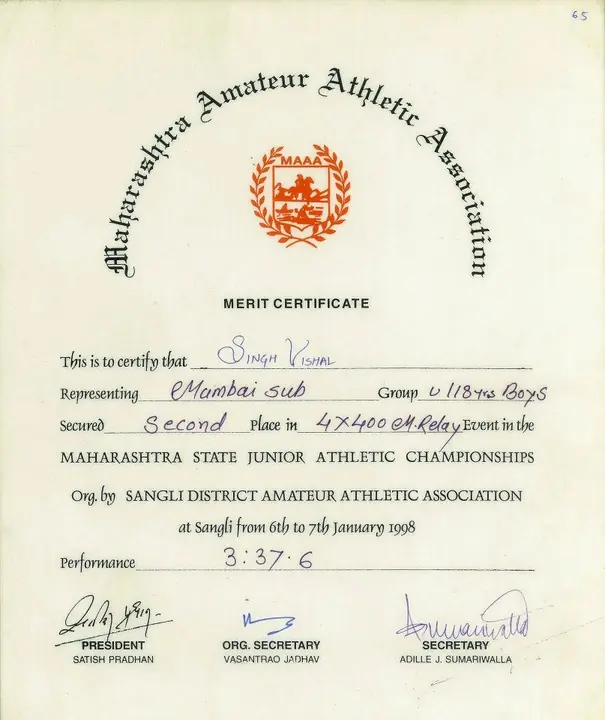 65
Maharashtra Amateur Athletic Association
MAAA
MERIT CERTIFICATE
This is to certify that Singh Vishal
Representing Mumbai sub Group U/18yrs Boys
Secured Second Place in 4x400 M.Relay Event in the
MAHARASHTRA STATE JUNIOR ATHLETIC CHAMPIONSHIPS
Org. by SANGLI DISTRICT AMATEUR ATHLETIC ASSOCIATION
at Sangli from 6th to 7th January 1998
Performance 3:37.6
PRESIDENT ORG. SECRETARY SECRETARY
SATISH PRADHAN VASANTRAO JADHAV ADILLE J. SUMARIWALLA